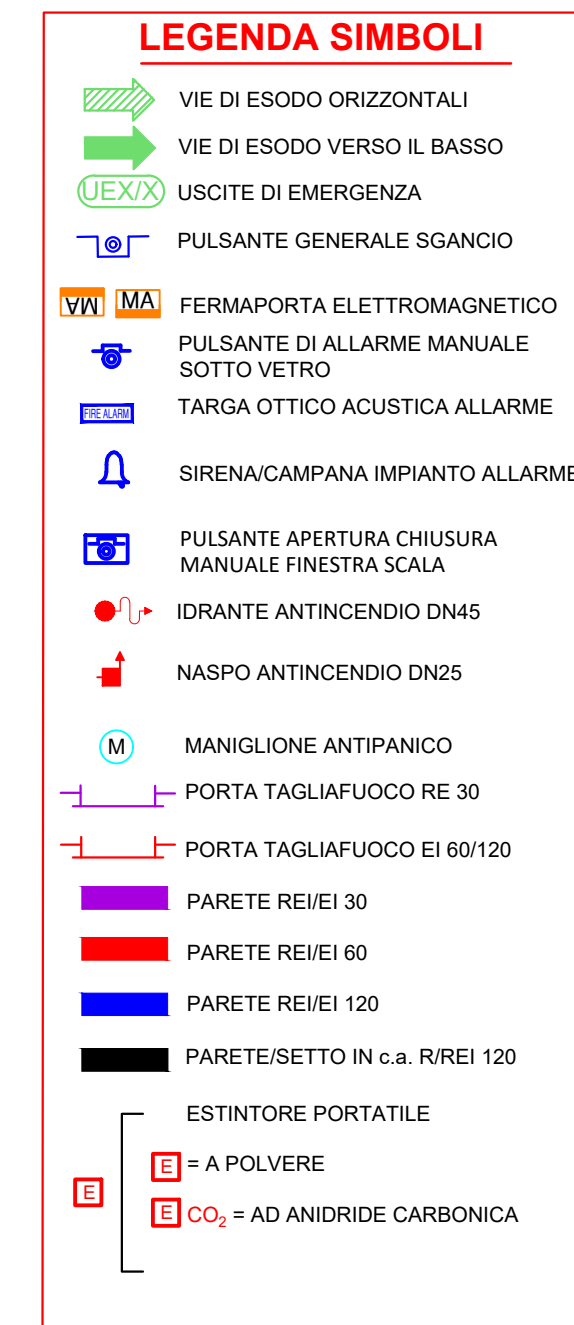 LEGENDA SIMBOLI
VIE DI ESODO ORIZZONTALI
VIE DI ESODO VERSO IL BASSO
UEX/X USCITE DI EMERGENZA
PULSANTE GENERALE SGANCIO
MA MA FERMAPORTA ELETTROMAGNETICO
PULSANTE DI ALLARME MANUALE
SOTTO VETRO
FIRE ALARM TARGA OTTICO ACUSTICA ALLARME
SIRENA/CAMPANA IMPIANTO ALLARME
PULSANTE APERTURA CHIUSURA
MANUALE FINESTRA SCALA
IDRANTE ANTINCENDIO DN45
NASPO ANTINCENDIO DN25
M MANIGLIONE ANTIPANICO
PORTA TAGLIAFUOCO RE 30
PORTA TAGLIAFUOCO EI 60/120
PARETE REI/EI 30
PARETE REI/EI 60
PARETE REI/EI 120
PARETE/SETTO IN c.a. R/REI 120
ESTINTORE PORTATILE
E = A POLVERE
E
E CO₂ = AD ANIDRIDE CARBONICA